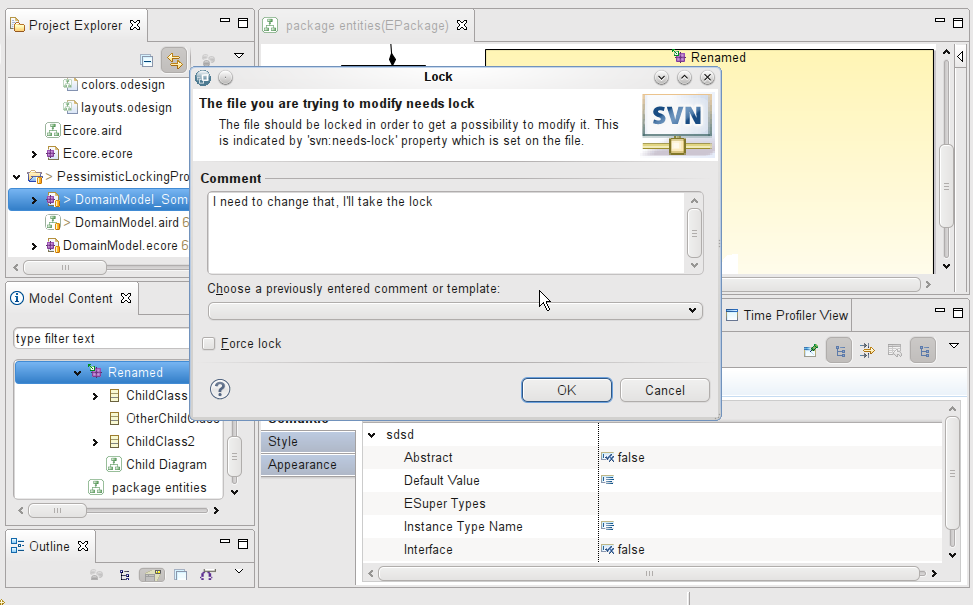 Project Explorer
package entities(EPackage)
colors.odesign
layouts.odesign
Ecore.aird
Ecore.ecore
> PessimisticLockingPro
> DomainModel_Som
> DomainModel.aird 6
DomainModel.ecore 6
Renamed
Lock
The file you are trying to modify needs lock
The file should be locked in order to get a possibility to modify it. This
is indicated by 'svn:needs-lock' property which is set on the file.
SVN
Comment
I need to change that, I'll take the lock
Choose a previously entered comment or template:
Force lock
?
OK
Cancel
Model Content
type filter text
Renamed
ChildClass
OtherChildClass
ChildClass2
Child Diagram
package entities
Outline
Time Profiler View
Semantic
Style
Appearance
sdsd
Abstract
false
Default Value
ESuper Types
Instance Type Name
Interface
false